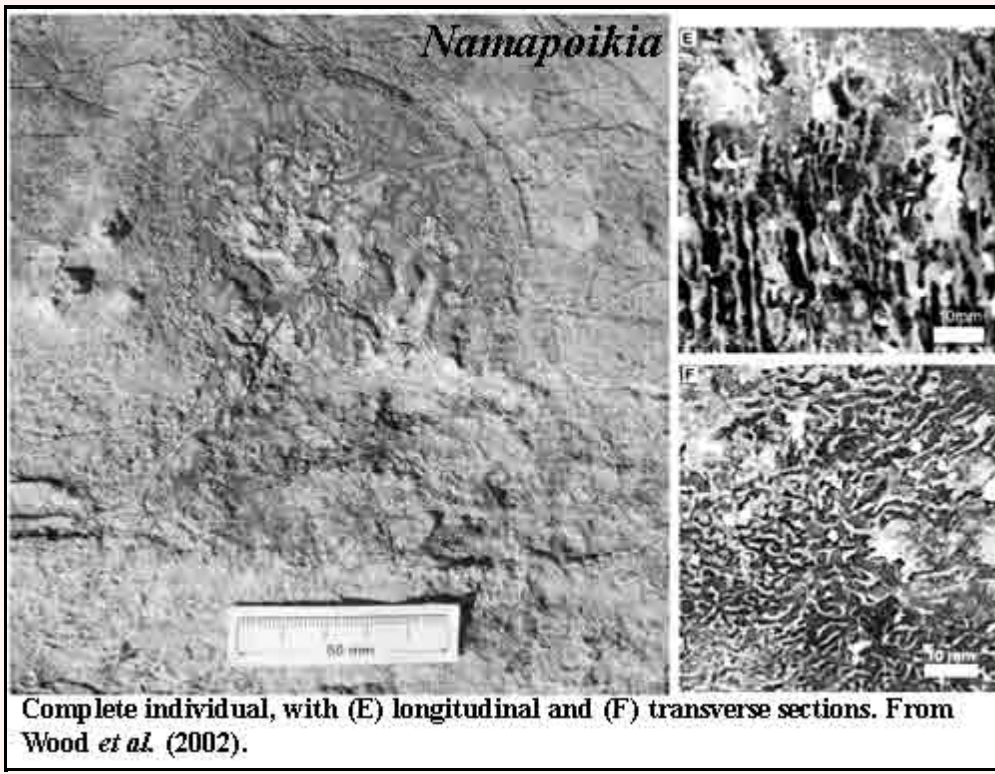 Namapoikia
E
10mm
F
10 mm
50 mm
Complete individual, with (E) longitudinal and (F) transverse sections. From
Wood et al. (2002).